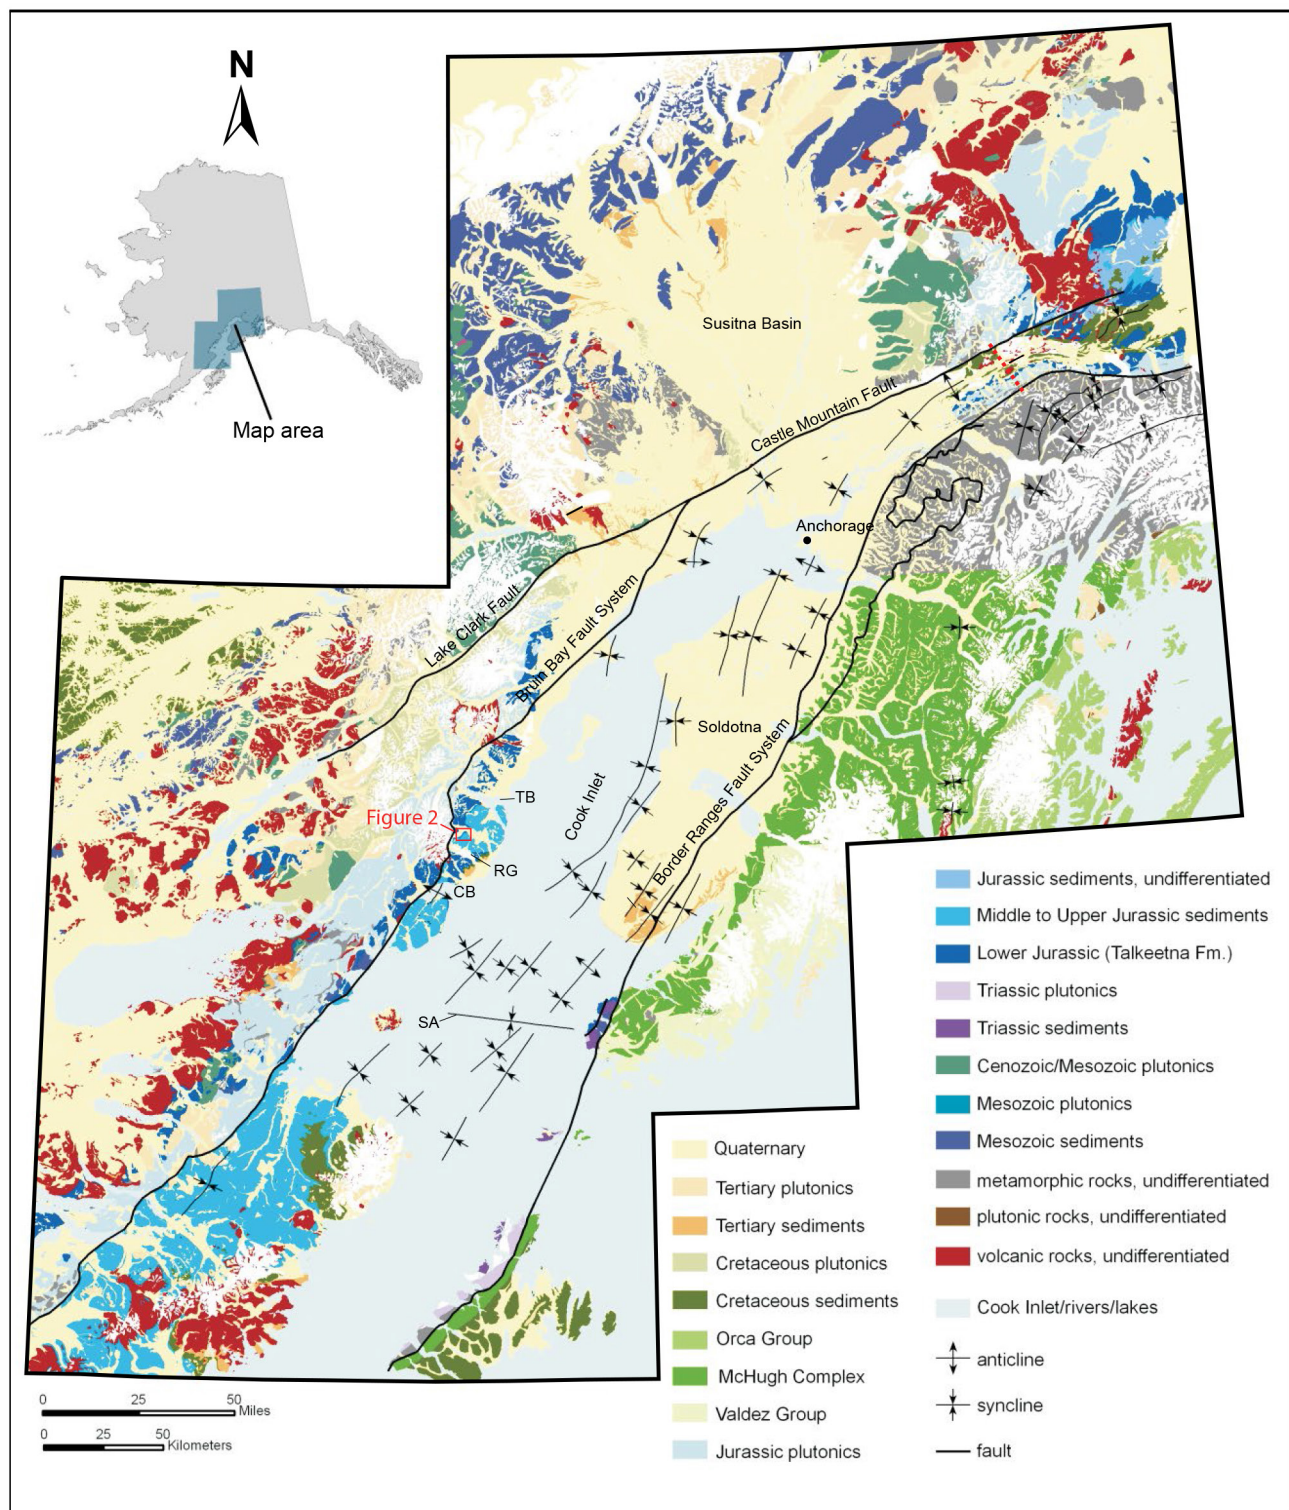 N
Map area
Susitna Basin
Castle Mountain Fault
Anchorage
Lake Clark Fault
Bruin Bay Fault System
Soldotna
Border Ranges Fault System
Cook Inlet
TB
Figure 2
RG
CB
SA
Jurassic sediments, undifferentiated
Middle to Upper Jurassic sediments
Lower Jurassic (Talkeetna Fm.)
Triassic plutonics
Triassic sediments
Cenozoic/Mesozoic plutonics
Mesozoic plutonics
Mesozoic sediments
metamorphic rocks, undifferentiated
plutonic rocks, undifferentiated
volcanic rocks, undifferentiated
Cook Inlet/rivers/lakes
anticline
syncline
fault
Quaternary
Tertiary plutonics
Tertiary sediments
Cretaceous plutonics
Cretaceous sediments
Orca Group
McHugh Complex
Valdez Group
Jurassic plutonics
0 25 50
Miles
0 25 50
Kilometers